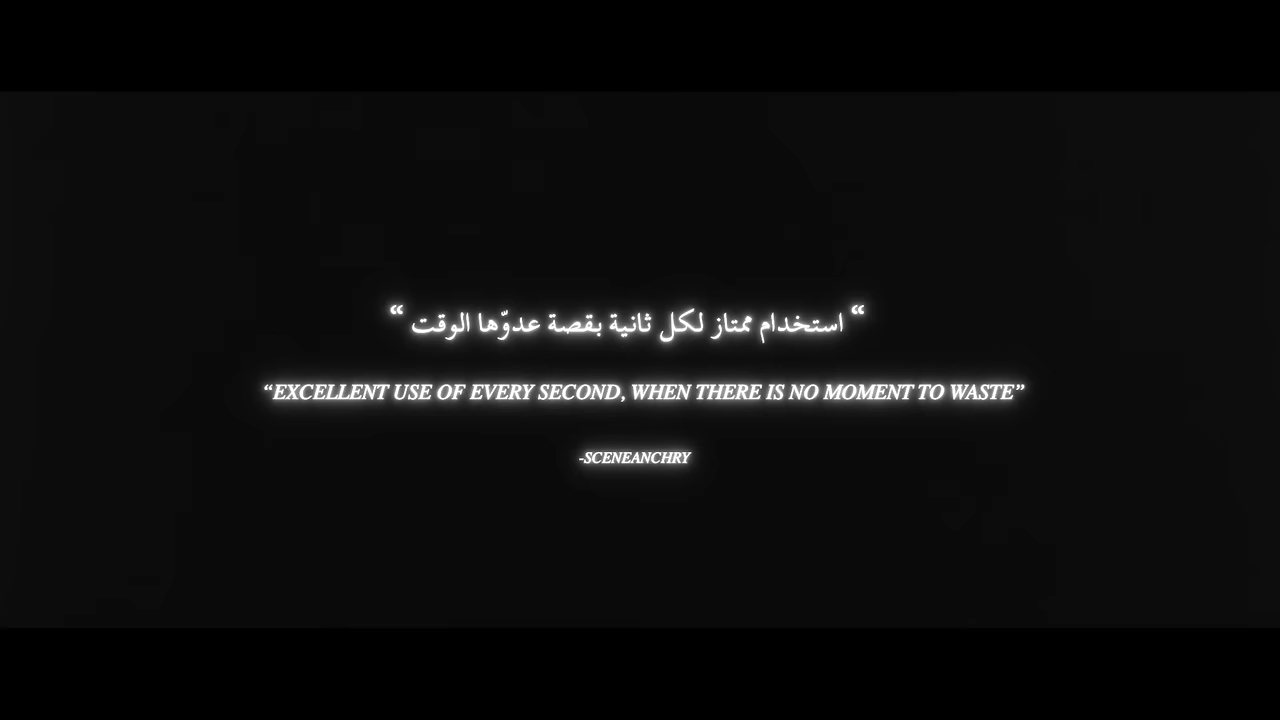 “ استخدام ممتاز لكل ثانية بقصة عدوّها الوقت “
“EXCELLENT USE OF EVERY SECOND, WHEN THERE IS NO MOMENT TO WASTE”
-SCENEANCHRY